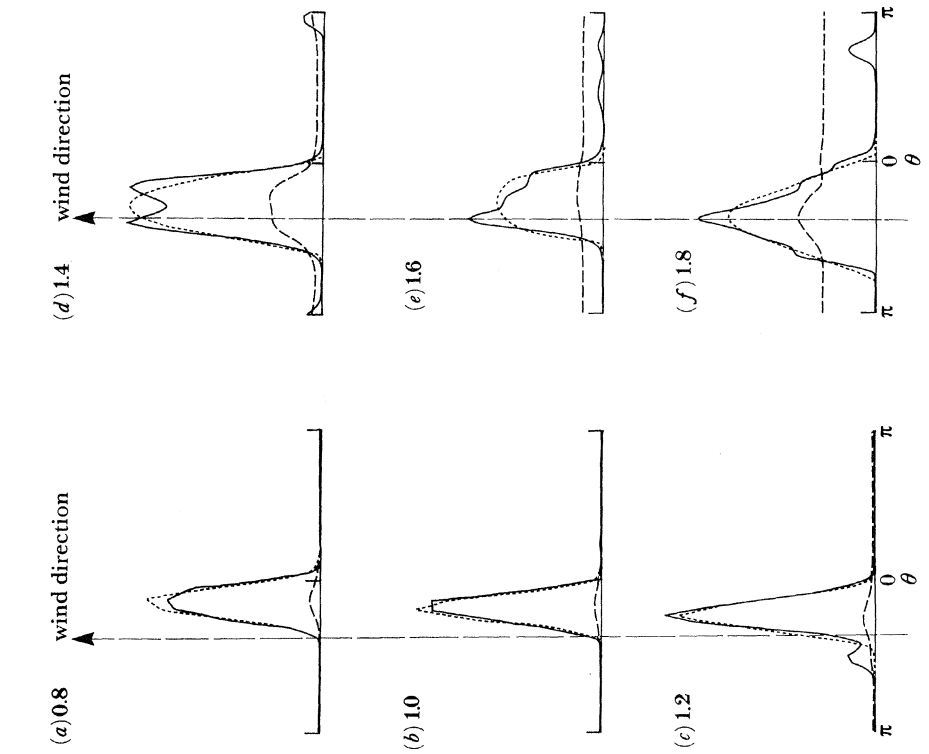 wind direction
(a) 0.8
(b) 1.0
(c) 1.2
π
0
π
θ
wind direction
(d) 1.4
(e) 1.6
(f) 1.8
π
0
π
θ